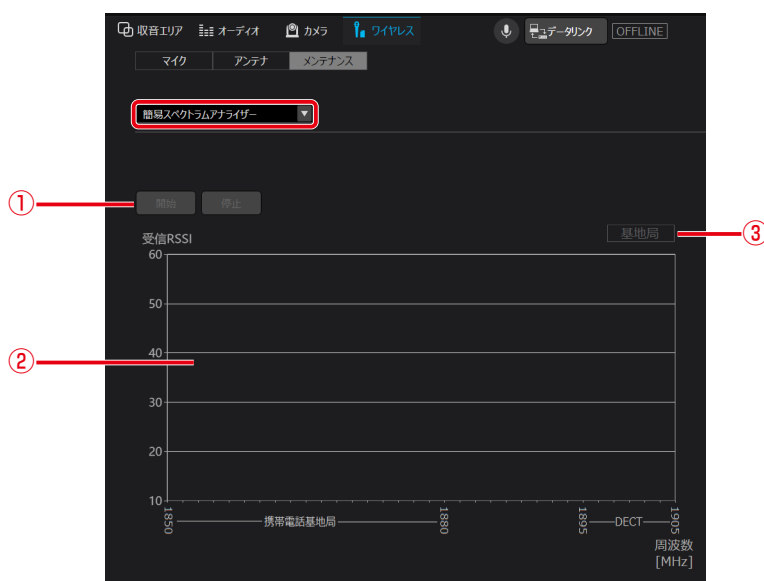 収音エリア オーディオ カメラ ワイヤレス データリンク OFFLINE
マイク アンテナ メンテナンス
簡易スペクトラムアナライザー
①
開始 停止
受信RSSI
基地局
③
60
50
②
40
30
20
10
1850 携帯電話基地局 1880 1895 DECT 1905
周波数
[MHz]